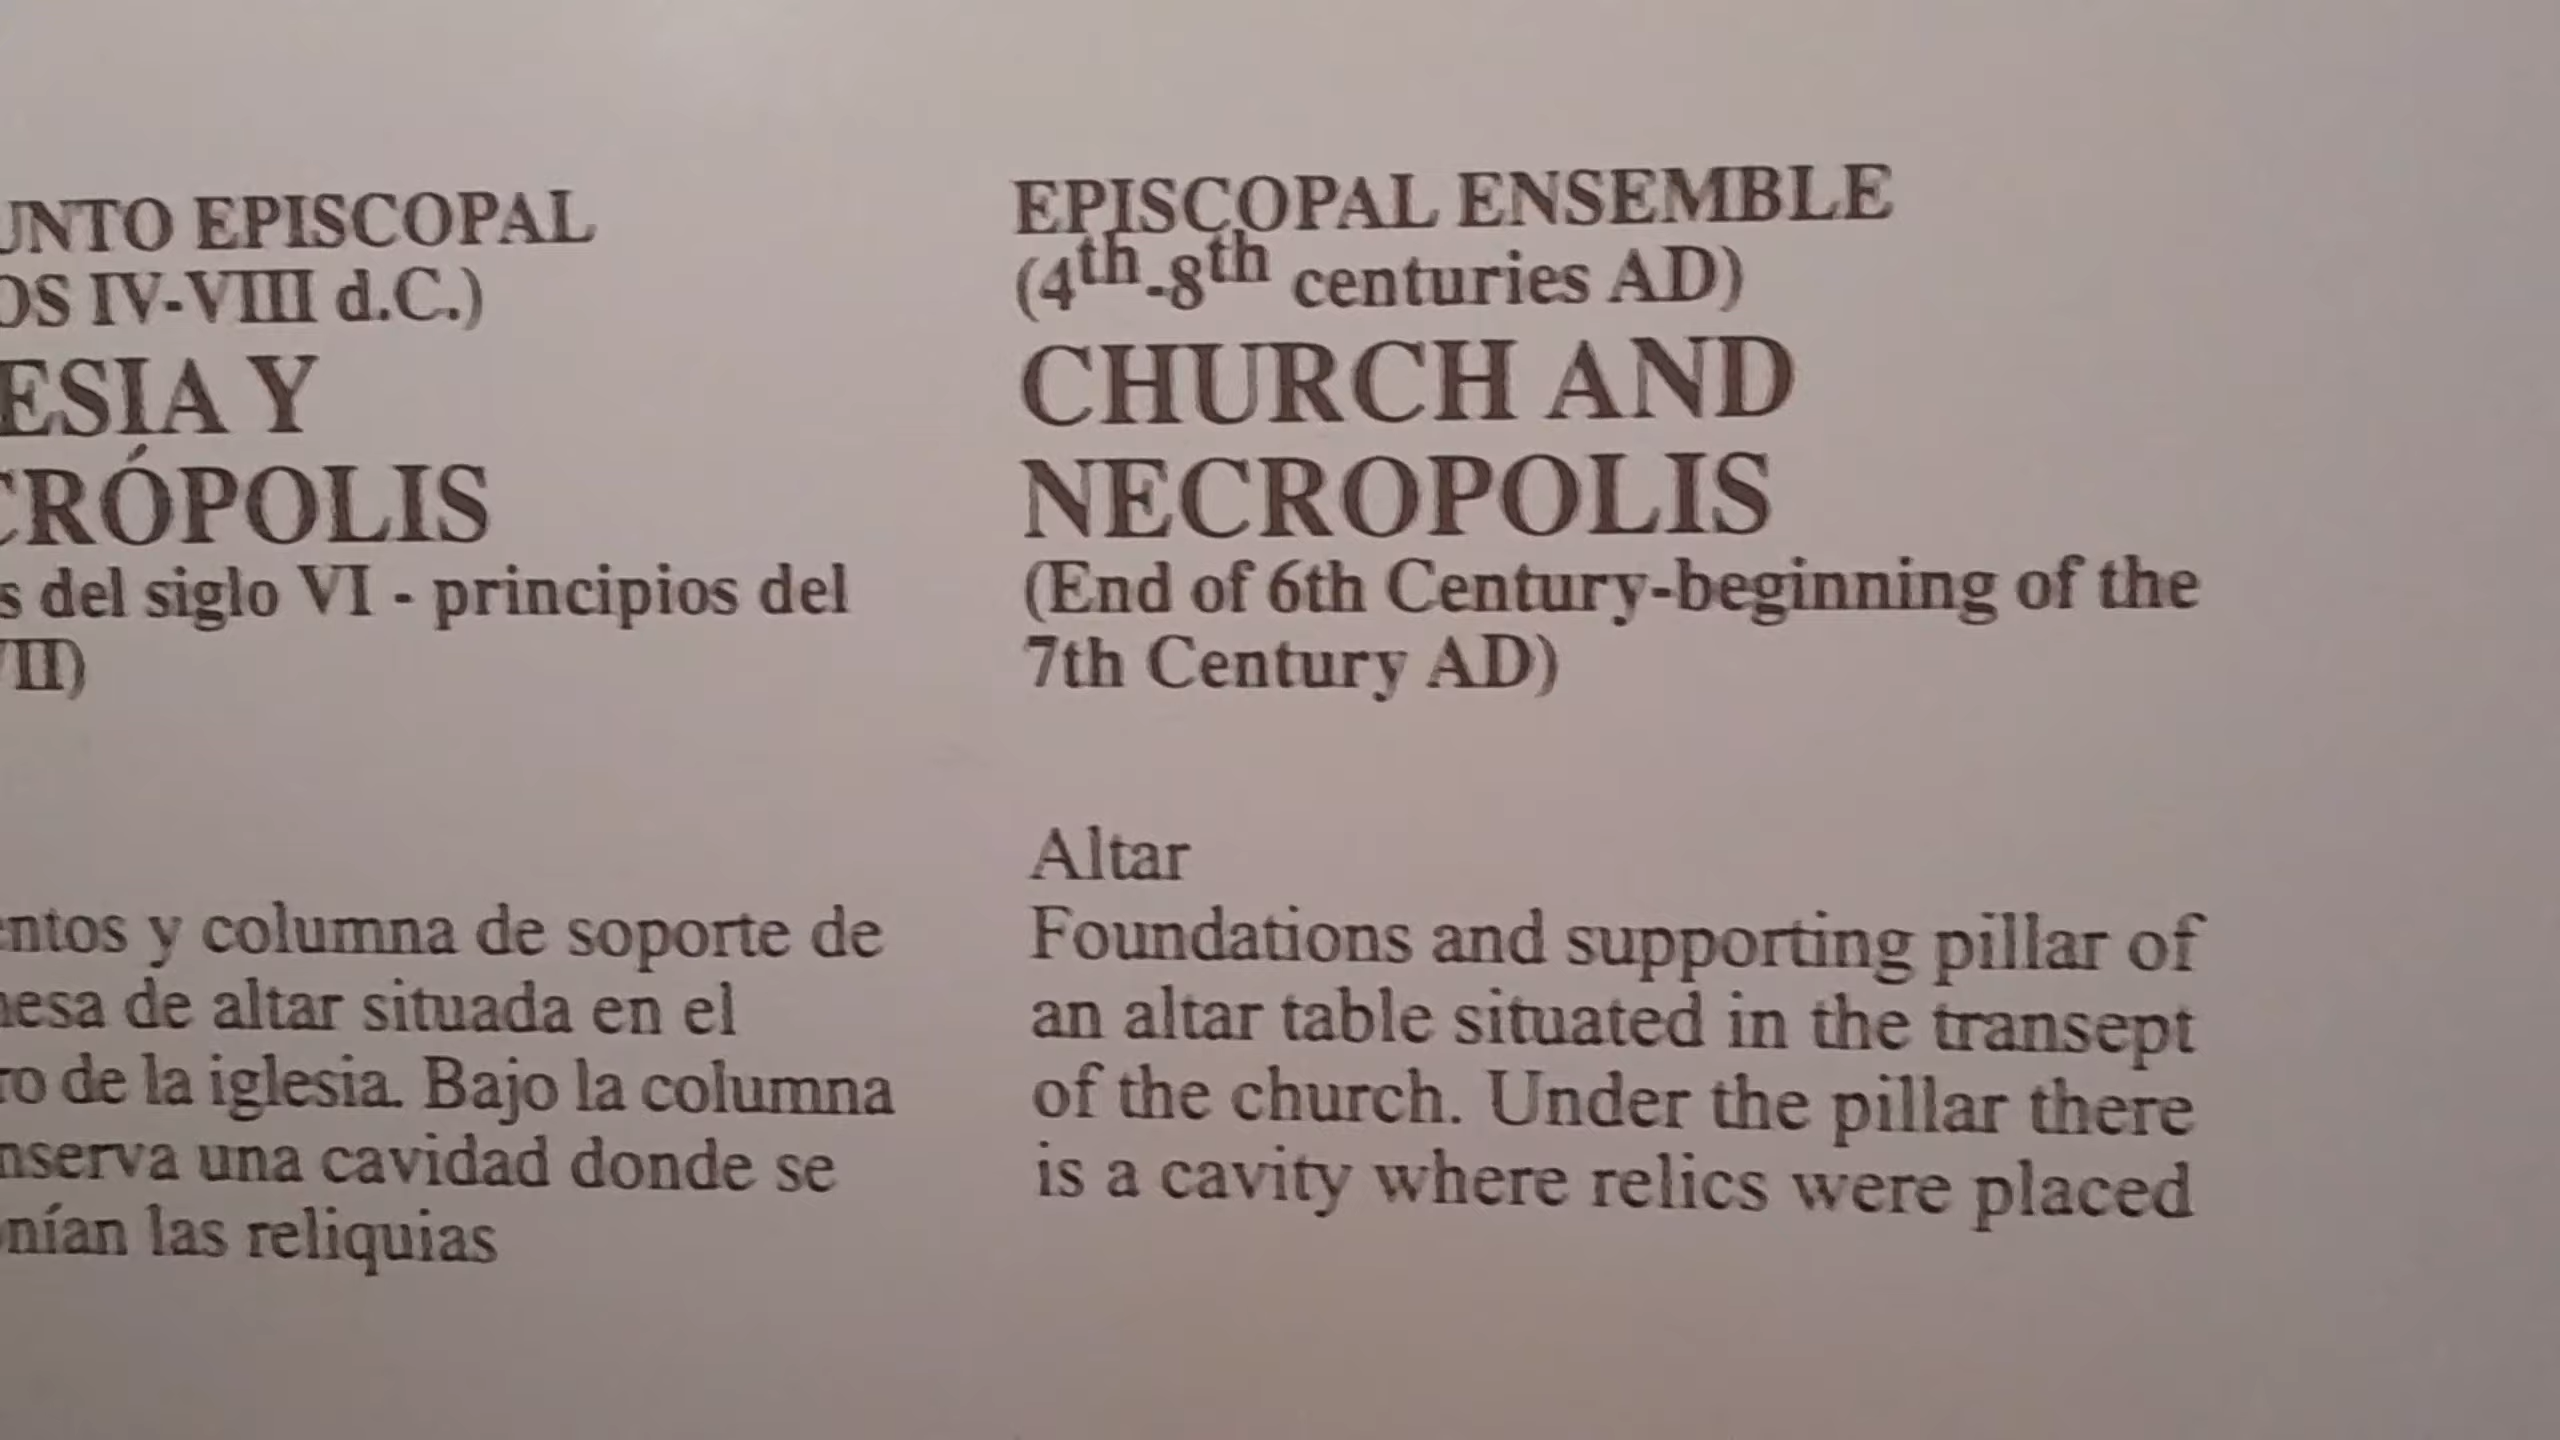 UNTO EPISCOPAL
OS IV-VIII d.C.)
ESIA Y
CRÓPOLIS
s del siglo VI - principios del
VII)
ntos y columna de soporte de
esa de altar situada en el
ro de la iglesia. Bajo la columna
nserva una cavidad donde se
nían las reliquias
EPISCOPAL ENSEMBLE
(4th-8th centuries AD)
CHURCH AND
NECROPOLIS
(End of 6th Century-beginning of the
7th Century AD)
Altar
Foundations and supporting pillar of
an altar table situated in the transept
of the church. Under the pillar there
is a cavity where relics were placed